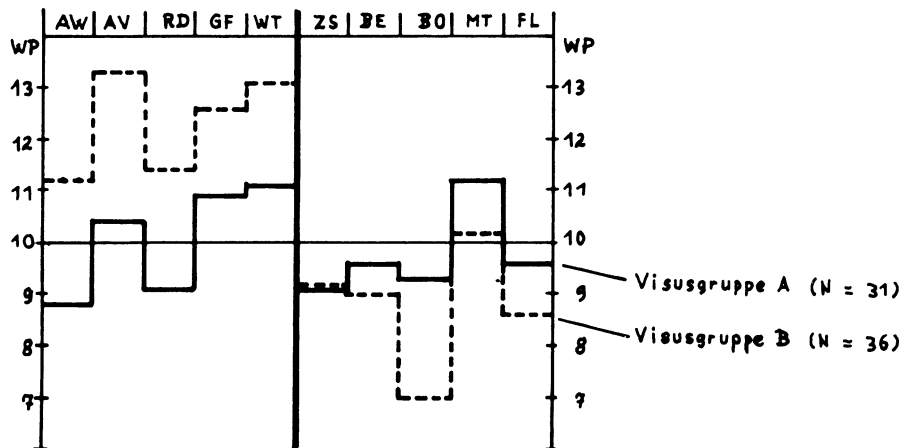 AW AV RD GF WT ZS BE BO MT FL
WP WP
13 13
12 12
11 11
10 10
9 9
Visusgruppe A (N = 31)
8 8
Visusgruppe B (N = 36)
7 7